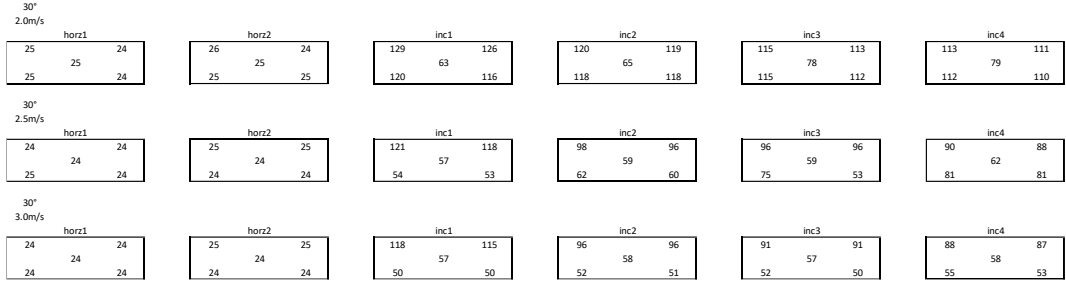 30°
2.0m/s
horz1 horz2 inc1 inc2 inc3 inc4
25 24 26 24 129 126 120 119 115 113 113 111
25 25 63 65 78 79
25 24 25 25 120 116 118 118 115 112 112 110
30°
2.5m/s
horz1 horz2 inc1 inc2 inc3 inc4
24 24 25 25 121 118 98 96 96 96 90 88
24 24 57 59 59 62
25 24 24 24 54 53 62 60 75 53 81 81
30°
3.0m/s
horz1 horz2 inc1 inc2 inc3 inc4
24 24 25 25 118 115 96 96 91 91 88 87
24 24 57 58 57 58
24 24 24 24 50 50 52 51 52 50 55 53